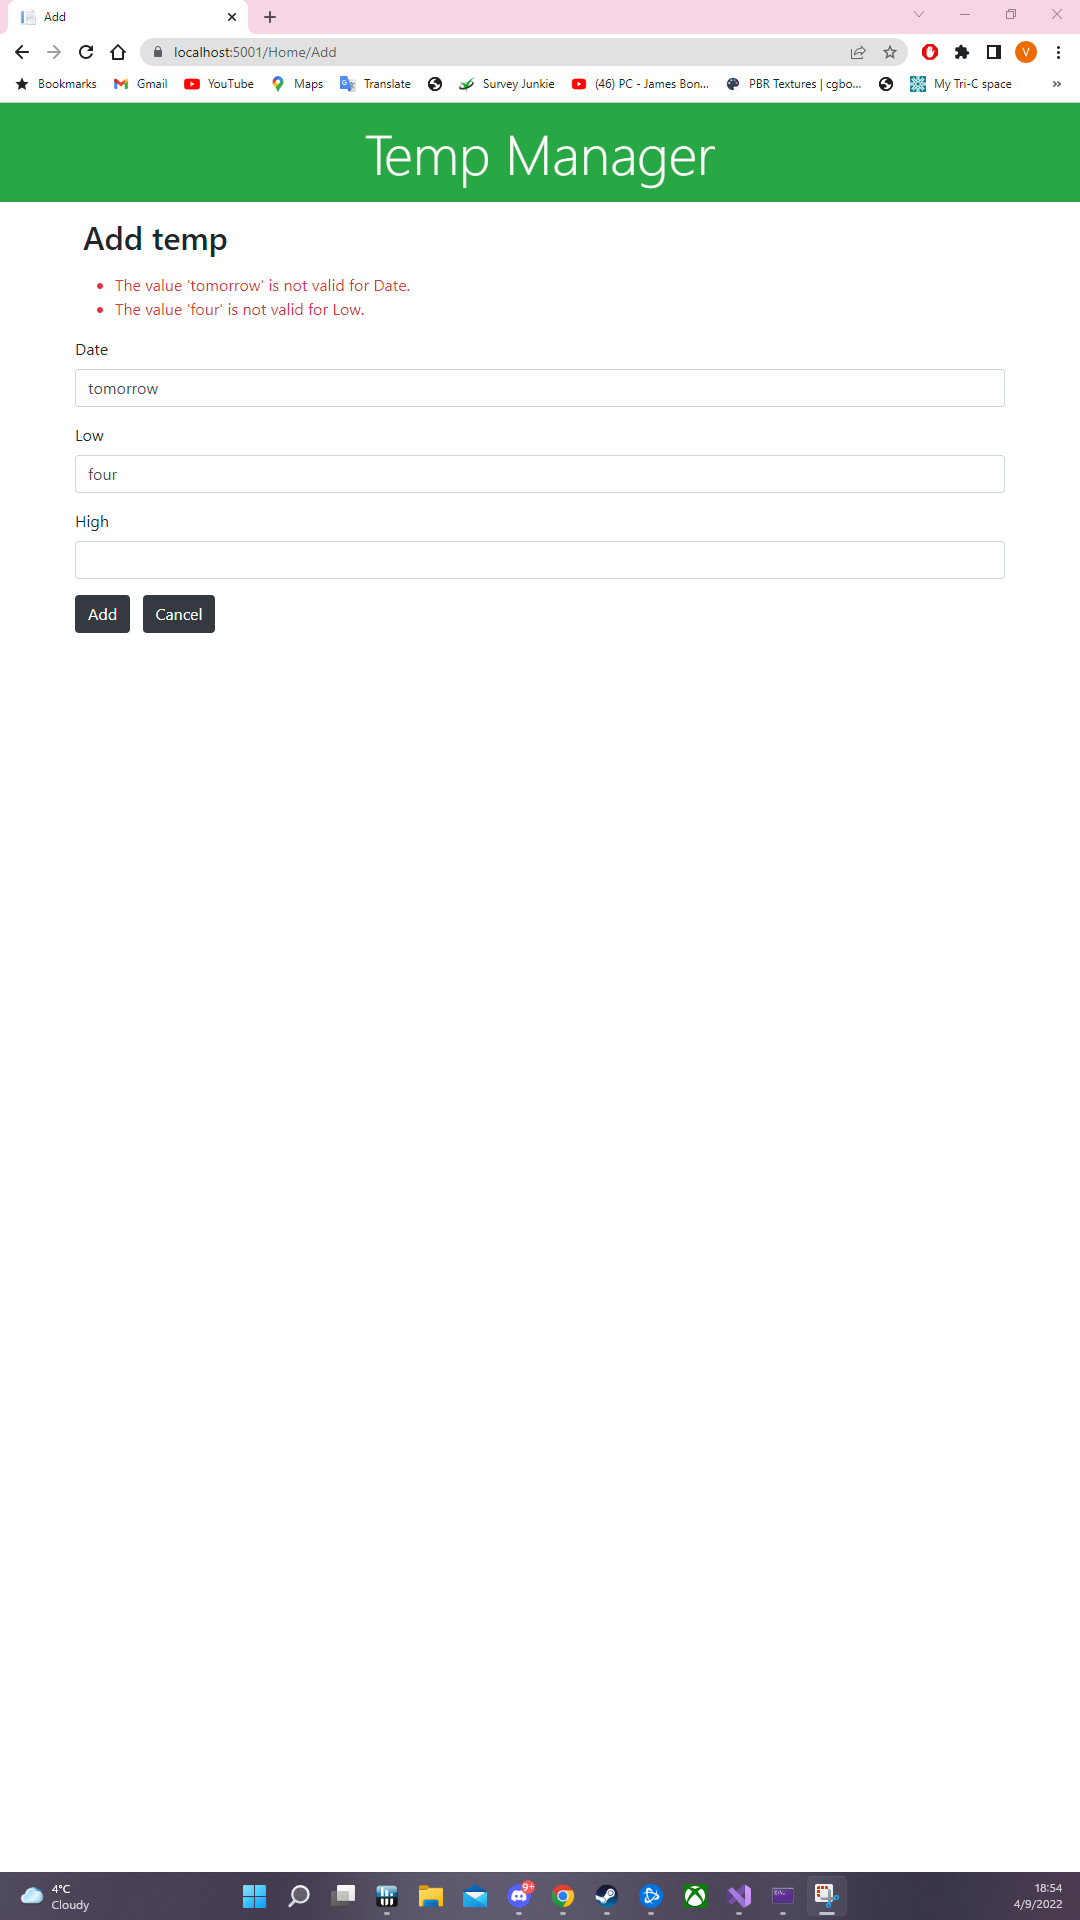 Add
localhost:5001/Home/Add
V
Bookmarks Gmail YouTube Maps Translate Survey Junkie (46) PC - James Bon... PBR Textures | cgbo... My Tri-C space »
Temp Manager
Add temp
The value 'tomorrow' is not valid for Date.
The value 'four' is not valid for Low.
Date
tomorrow
Low
four
High
Add Cancel
4°C
Cloudy
9+
18:54
4/9/2022